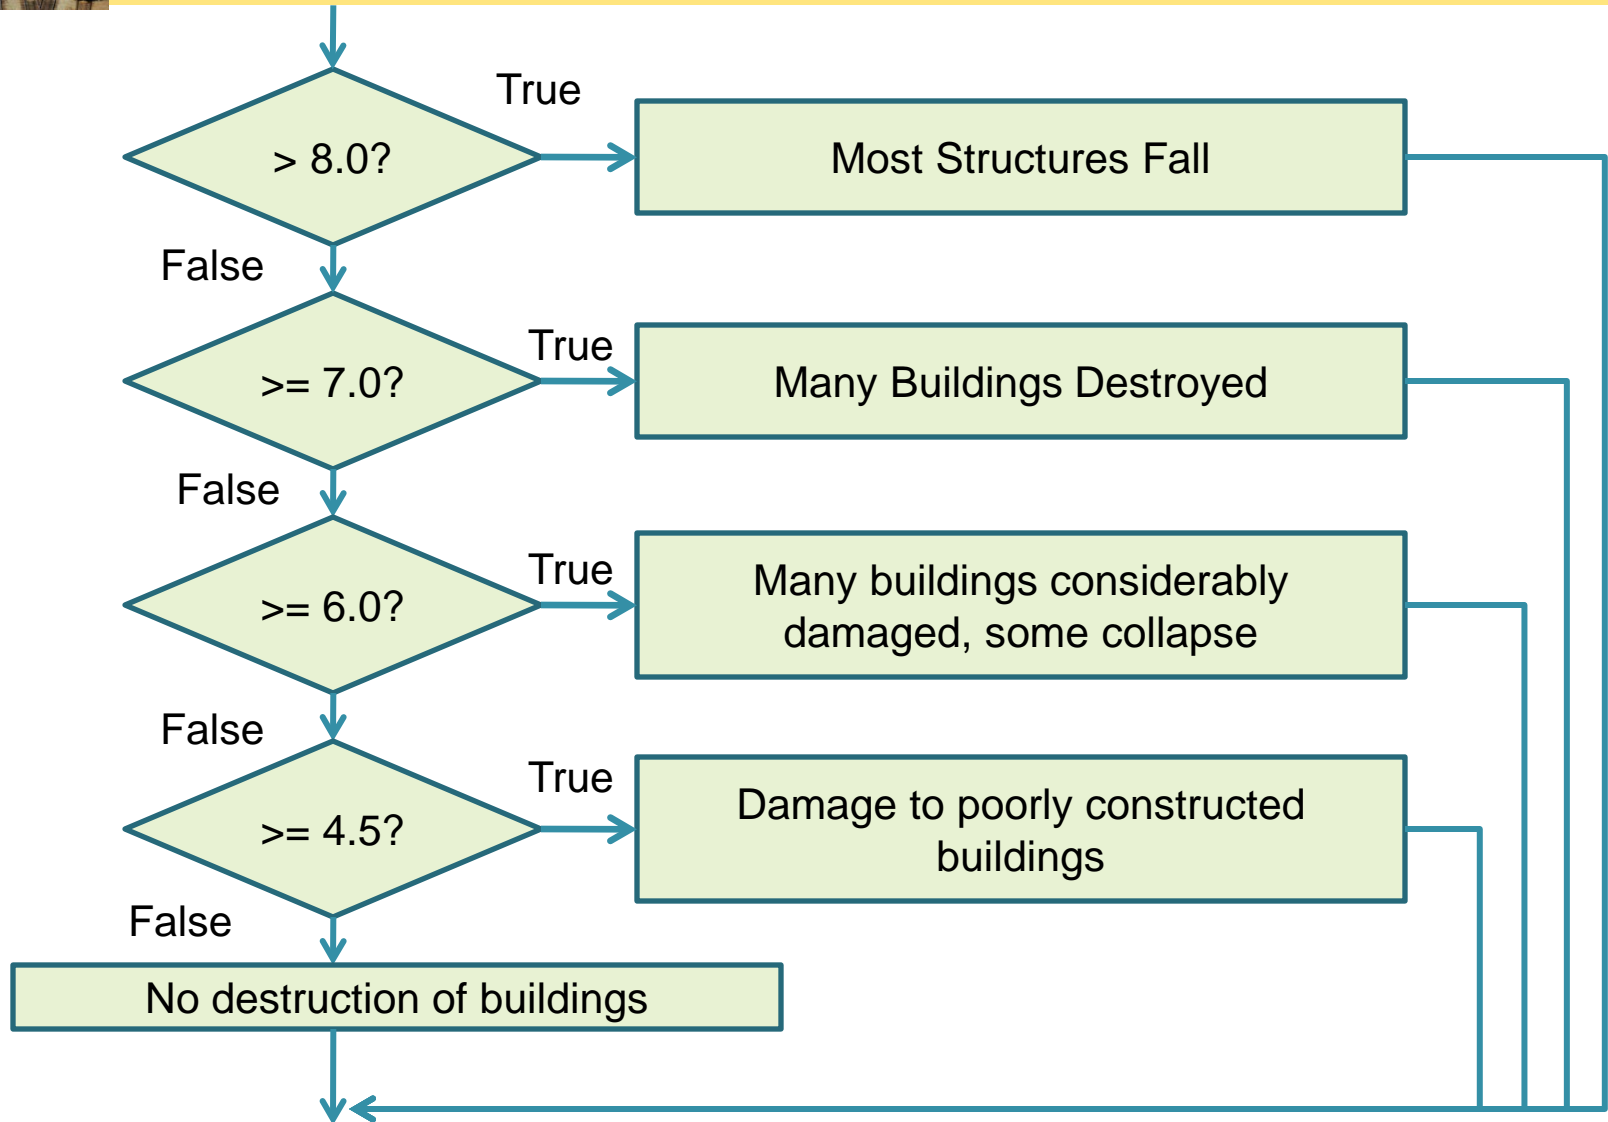 True
> 8.0?
Most Structures Fall
False
True
>= 7.0?
Many Buildings Destroyed
False
True
>= 6.0?
Many buildings considerably
damaged, some collapse
False
True
>= 4.5?
Damage to poorly constructed
buildings
False
No destruction of buildings